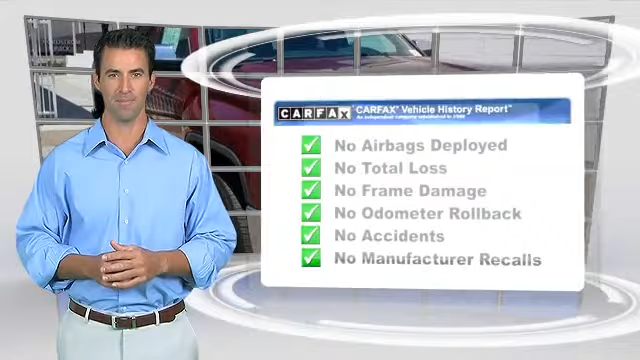 CARFAX CARFAX® Vehicle History Report™
An independent company established in 1986
No Airbags Deployed
No Total Loss
No Frame Damage
No Odometer Rollback
No Accidents
No Manufacturer Recalls